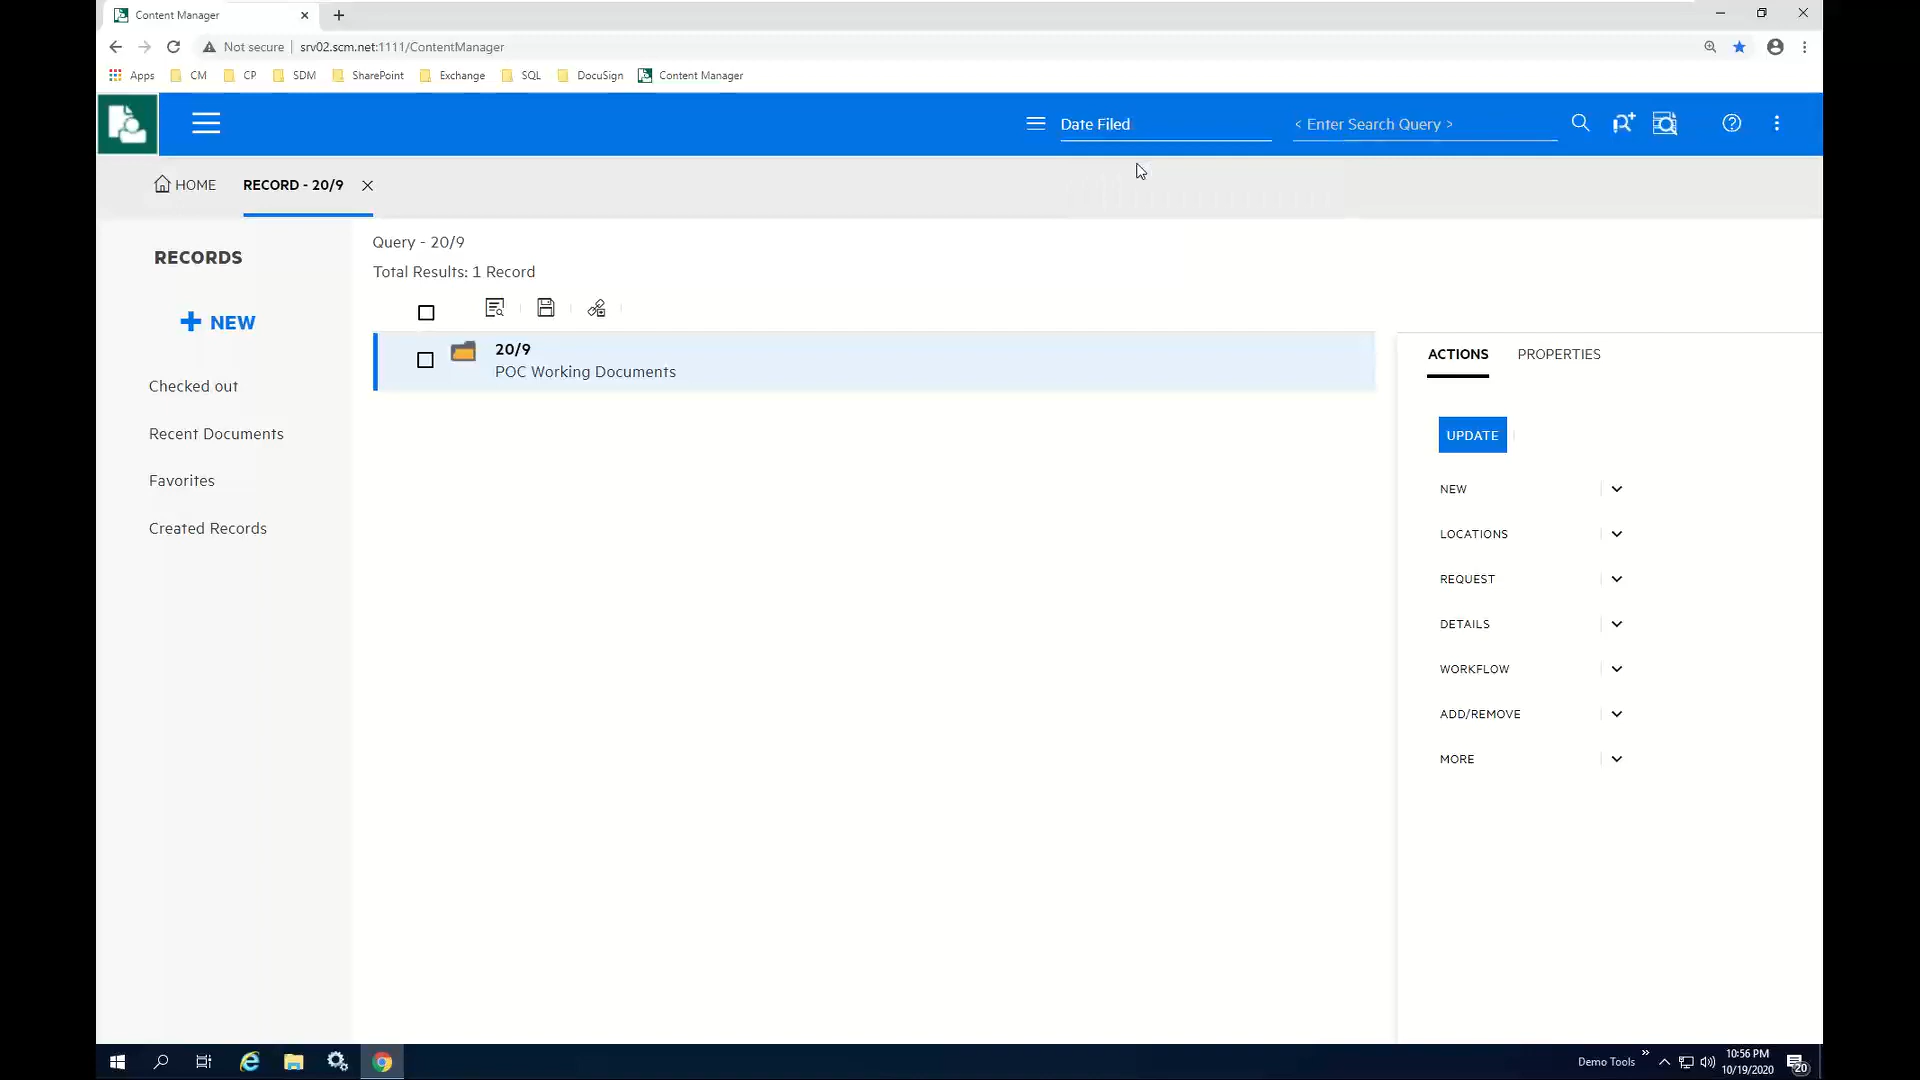 Content Manager
Not secure
srv02.scm.net:1111/ContentManager
Apps
CM
CP
SDM
SharePoint
Exchange
SQL
DocuSign
Content Manager
Date Filed
< Enter Search Query >
HOME
RECORD - 20/9
RECORDS
NEW
Checked out
Recent Documents
Favorites
Created Records
Query - 20/9
Total Results: 1 Record
20/9
POC Working Documents
ACTIONS
PROPERTIES
UPDATE
NEW
LOCATIONS
REQUEST
DETAILS
WORKFLOW
ADD/REMOVE
MORE
Demo Tools
10:56 PM
10/19/2020
20